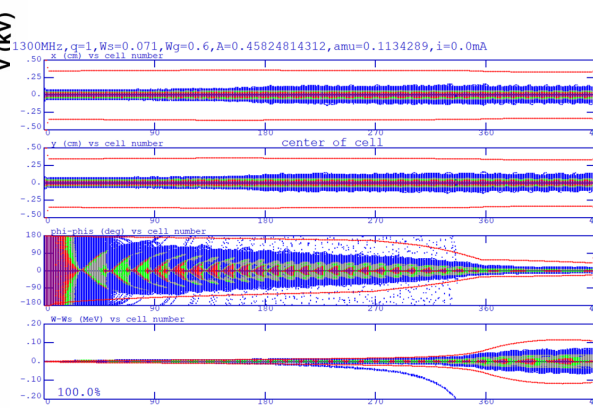 V (kV)
1300MHz,q=1,Ws=0.071,Wg=0.6,A=0.45824814312,amu=0.1134289,i=0.0mA
x (cm) vs cell number
.50
.25
0.
-.25
-.50
0 90 180 270 360 4
y (cm) vs cell number
center of cell
.50
.25
0.
-.25
-.50
0 90 180 270 360 4
phi-phis (deg) vs cell number
180
90
0
-90
-180
0 90 180 270 360 4
W-Ws (MeV) vs cell number
.20
.10
0.
-.10
-.20
100.0%
0 90 180 270 360 4